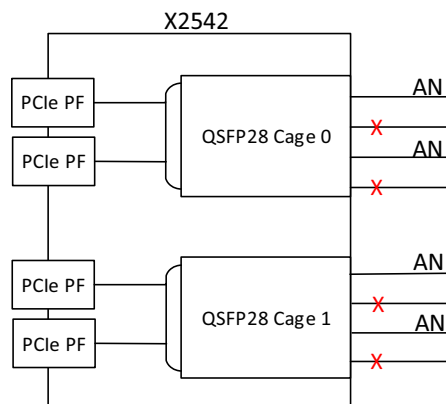 X2542
PCIe PF
PCIe PF
QSFP28 Cage 0
AN
X
AN
X
PCIe PF
PCIe PF
QSFP28 Cage 1
AN
X
AN
X